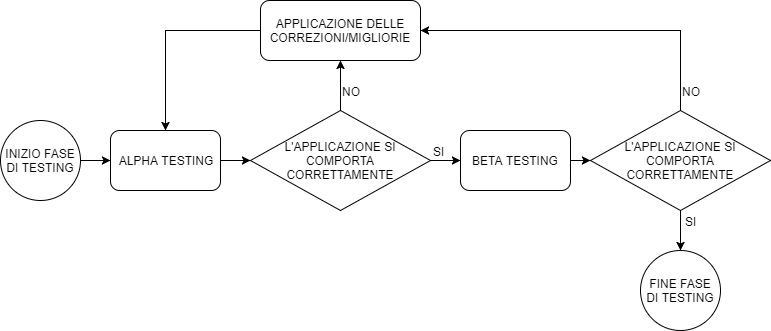 APPLICAZIONE DELLE
CORREZIONI/MIGLIORIE
NO
NO
INIZIO FASE
DI TESTING
ALPHA TESTING
L'APPLICAZIONE SI
COMPORTA
CORRETTAMENTE
SI
BETA TESTING
L'APPLICAZIONE SI
COMPORTA
CORRETTAMENTE
SI
FINE FASE
DI TESTING